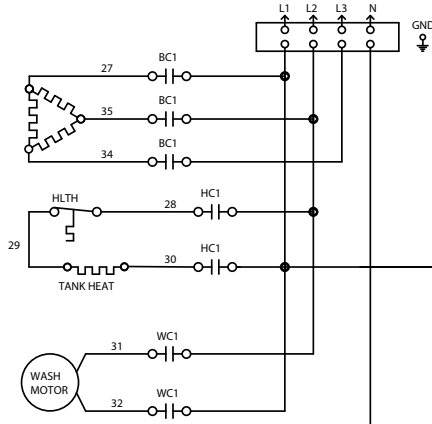 L1 L2 L3 N
GND
27 BC1
35 BC1
34 BC1
HLTH 28 HC1
29
30 HC1
TANK HEAT
31 WC1
WASH
MOTOR
32 WC1